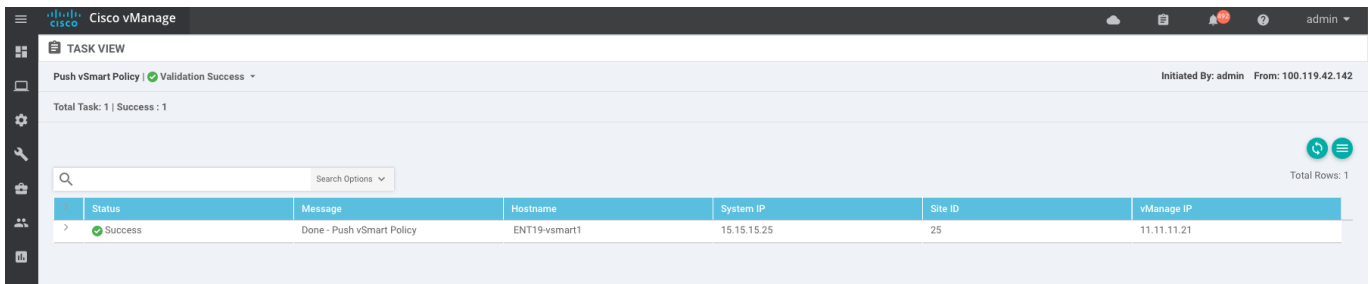 cisco Cisco vManage 492 admin
TASK VIEW
Push vSmart Policy | Validation Success Initiated By: admin From: 100.119.42.142
Total Task: 1 | Success : 1
Search Options Total Rows: 1
Status Message Hostname System IP Site ID vManage IP
Success Done - Push vSmart Policy ENT19-vsmart1 15.15.15.25 25 11.11.11.21